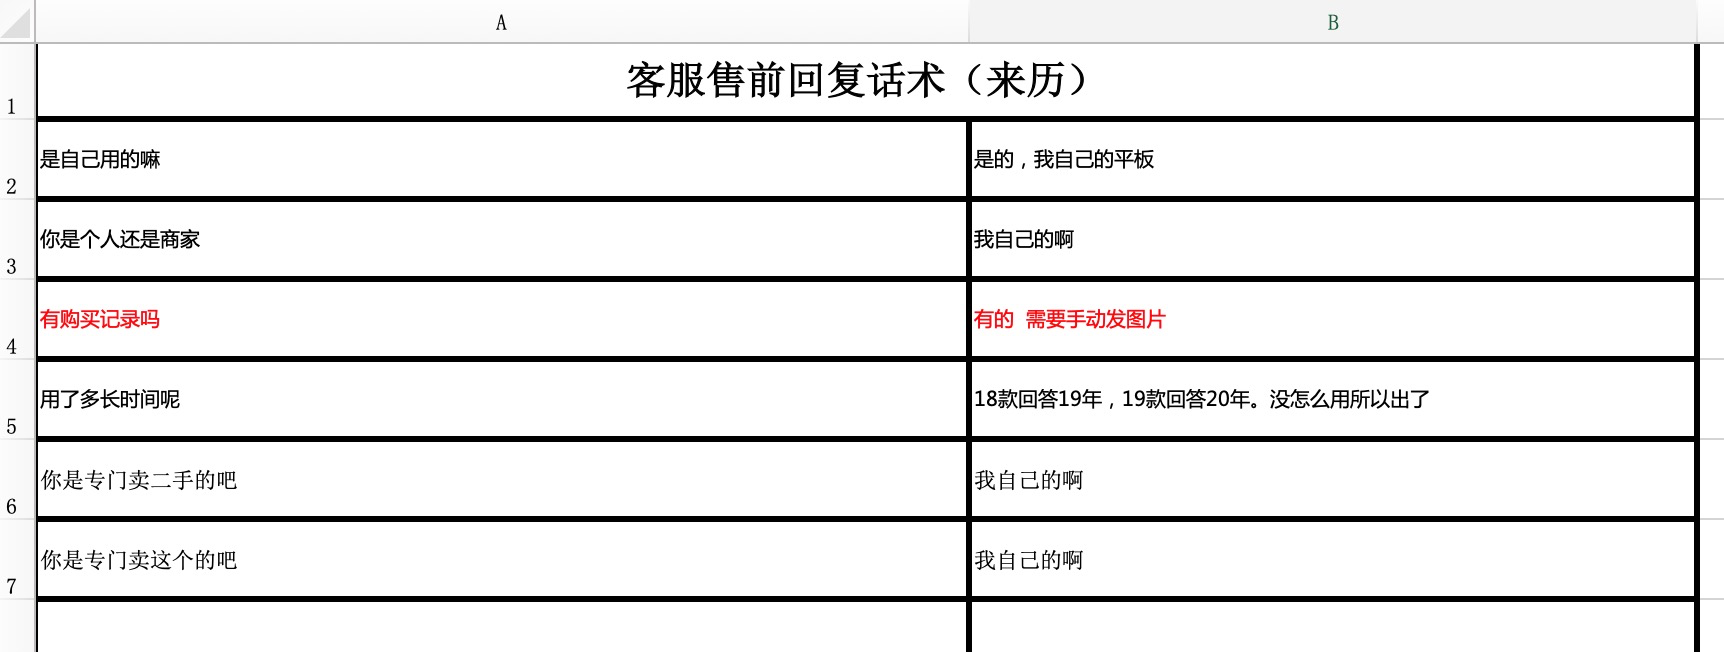 A B
1 客服售前回复话术（来历）
2 是自己用的嘛 是的，我自己的平板
3 你是个人还是商家 我自己的啊
4 有购买记录吗 有的 需要手动发图片
5 用了多长时间呢 18款回答19年，19款回答20年。没怎么用所以出了
6 你是专门卖二手的吧 我自己的啊
7 你是专门卖这个的吧 我自己的啊